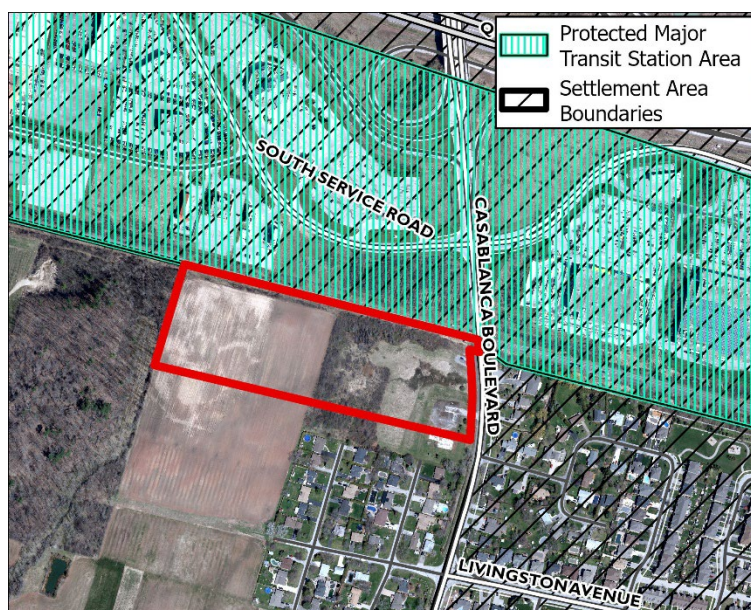 Q
Protected Major
Transit Station Area
Settlement Area
Boundaries
SOUTH SERVICE ROAD
CASABLANCA BOULEVARD
LIVINGSTON AVENUE